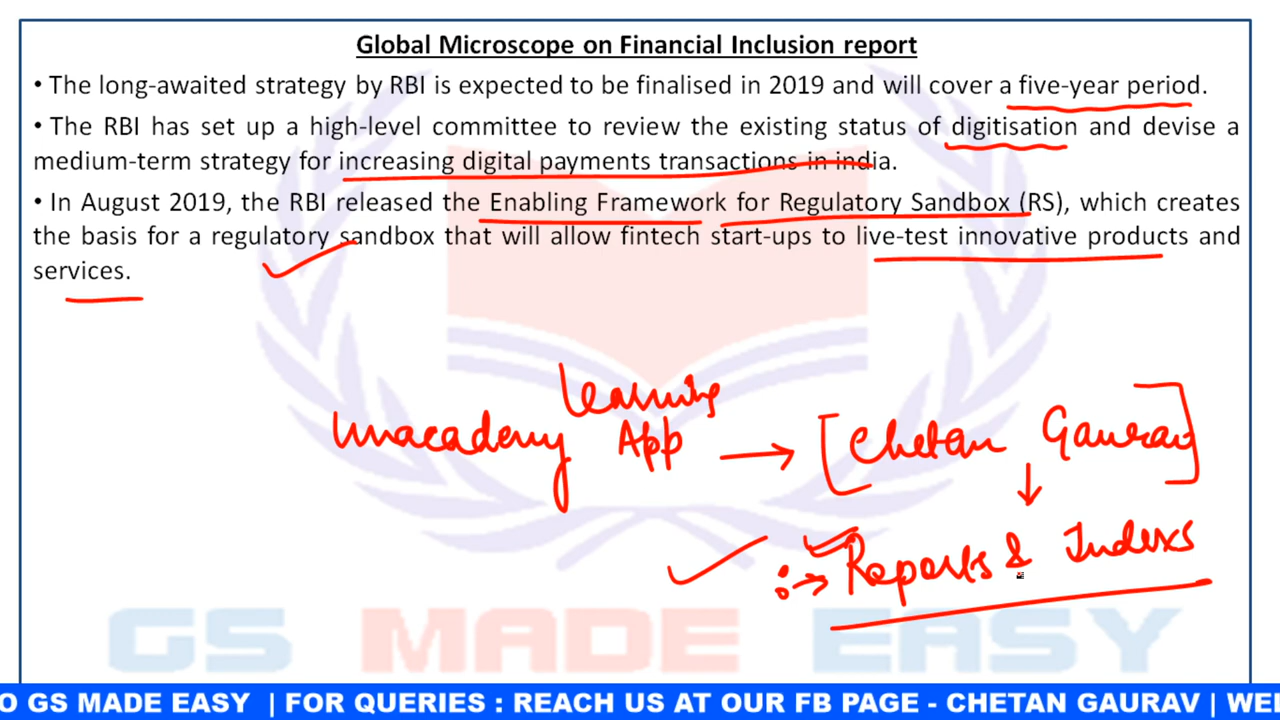 Global Microscope on Financial Inclusion report
• The long-awaited strategy by RBI is expected to be finalised in 2019 and will cover a five-year period.
• The RBI has set up a high-level committee to review the existing status of digitisation and devise a
medium-term strategy for increasing digital payments transactions in india.
• In August 2019, the RBI released the Enabling Framework for Regulatory Sandbox (RS), which creates
the basis for a regulatory sandbox that will allow fintech start-ups to live-test innovative products and
services.
Learning
Unacademy App → [Chetan Gaurav]
Reports & Indexs
GS MADE EASY
O GS MADE EASY | FOR QUERIES : REACH US AT OUR FB PAGE - CHETAN GAURAV | WEL